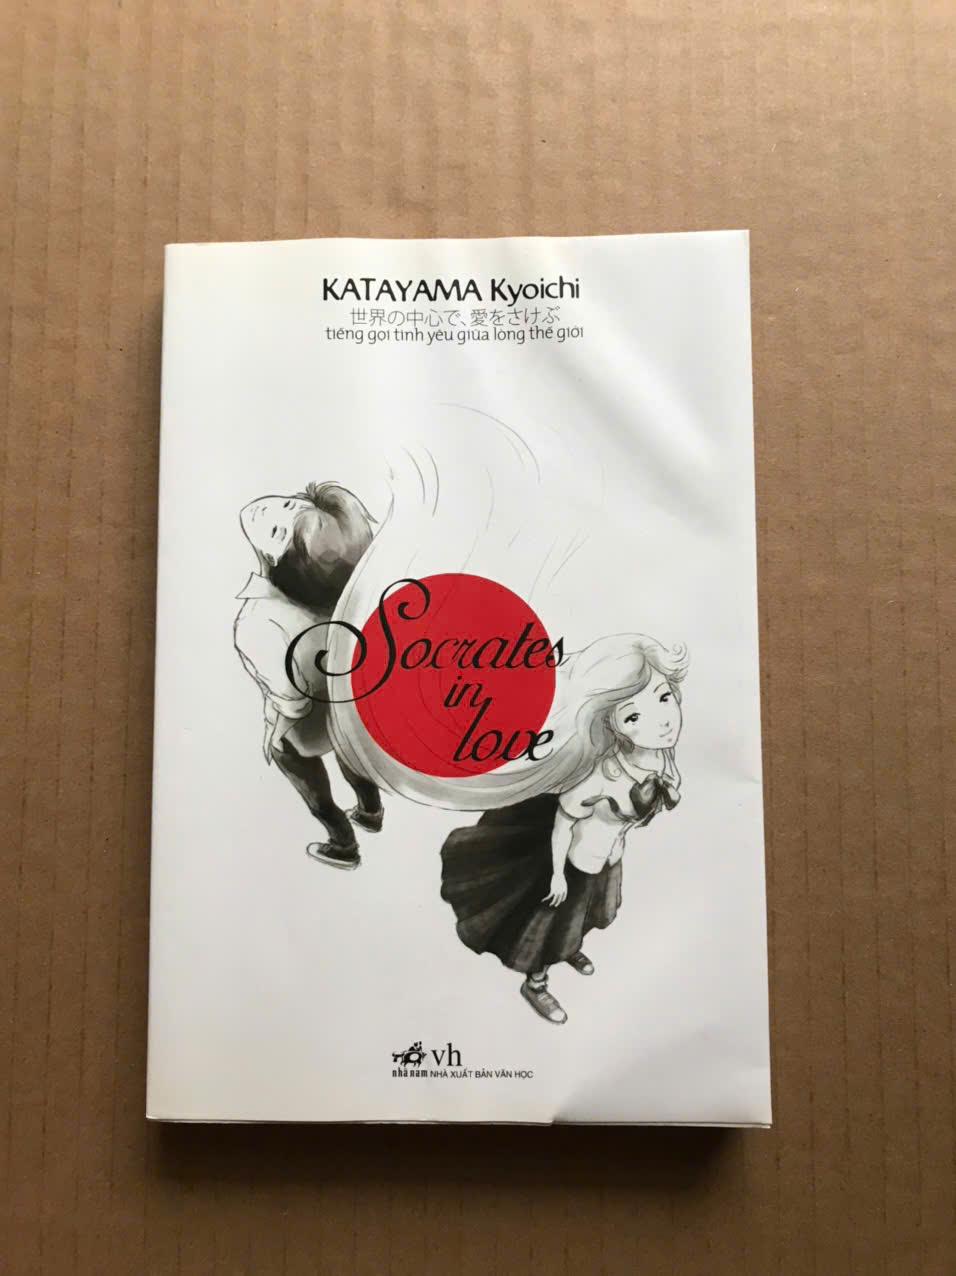 KATAYAMA Kyoichi
世界の中心で、愛をさけぶ
tiếng gọi tình yêu giữa lòng thế giới
Socrates
in
love
vh
nhã nam NHÀ XUẤT BẢN VĂN HỌC